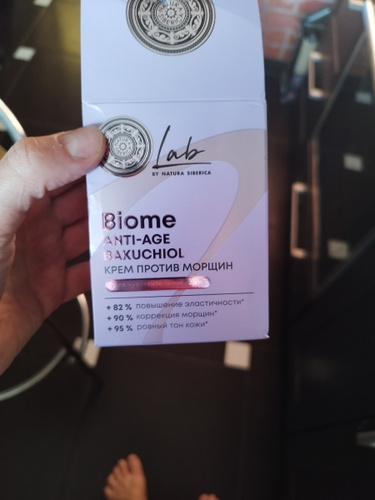 Lab
BY NATURA SIBERICA
Biome
ANTI-AGE
BAXUCHIOL
КРЕМ ПРОТИВ МОРЩИН
+ 82 % повышение эластичности*
+ 90 % коррекция морщин*
+ 95 % ровный тон кожи*